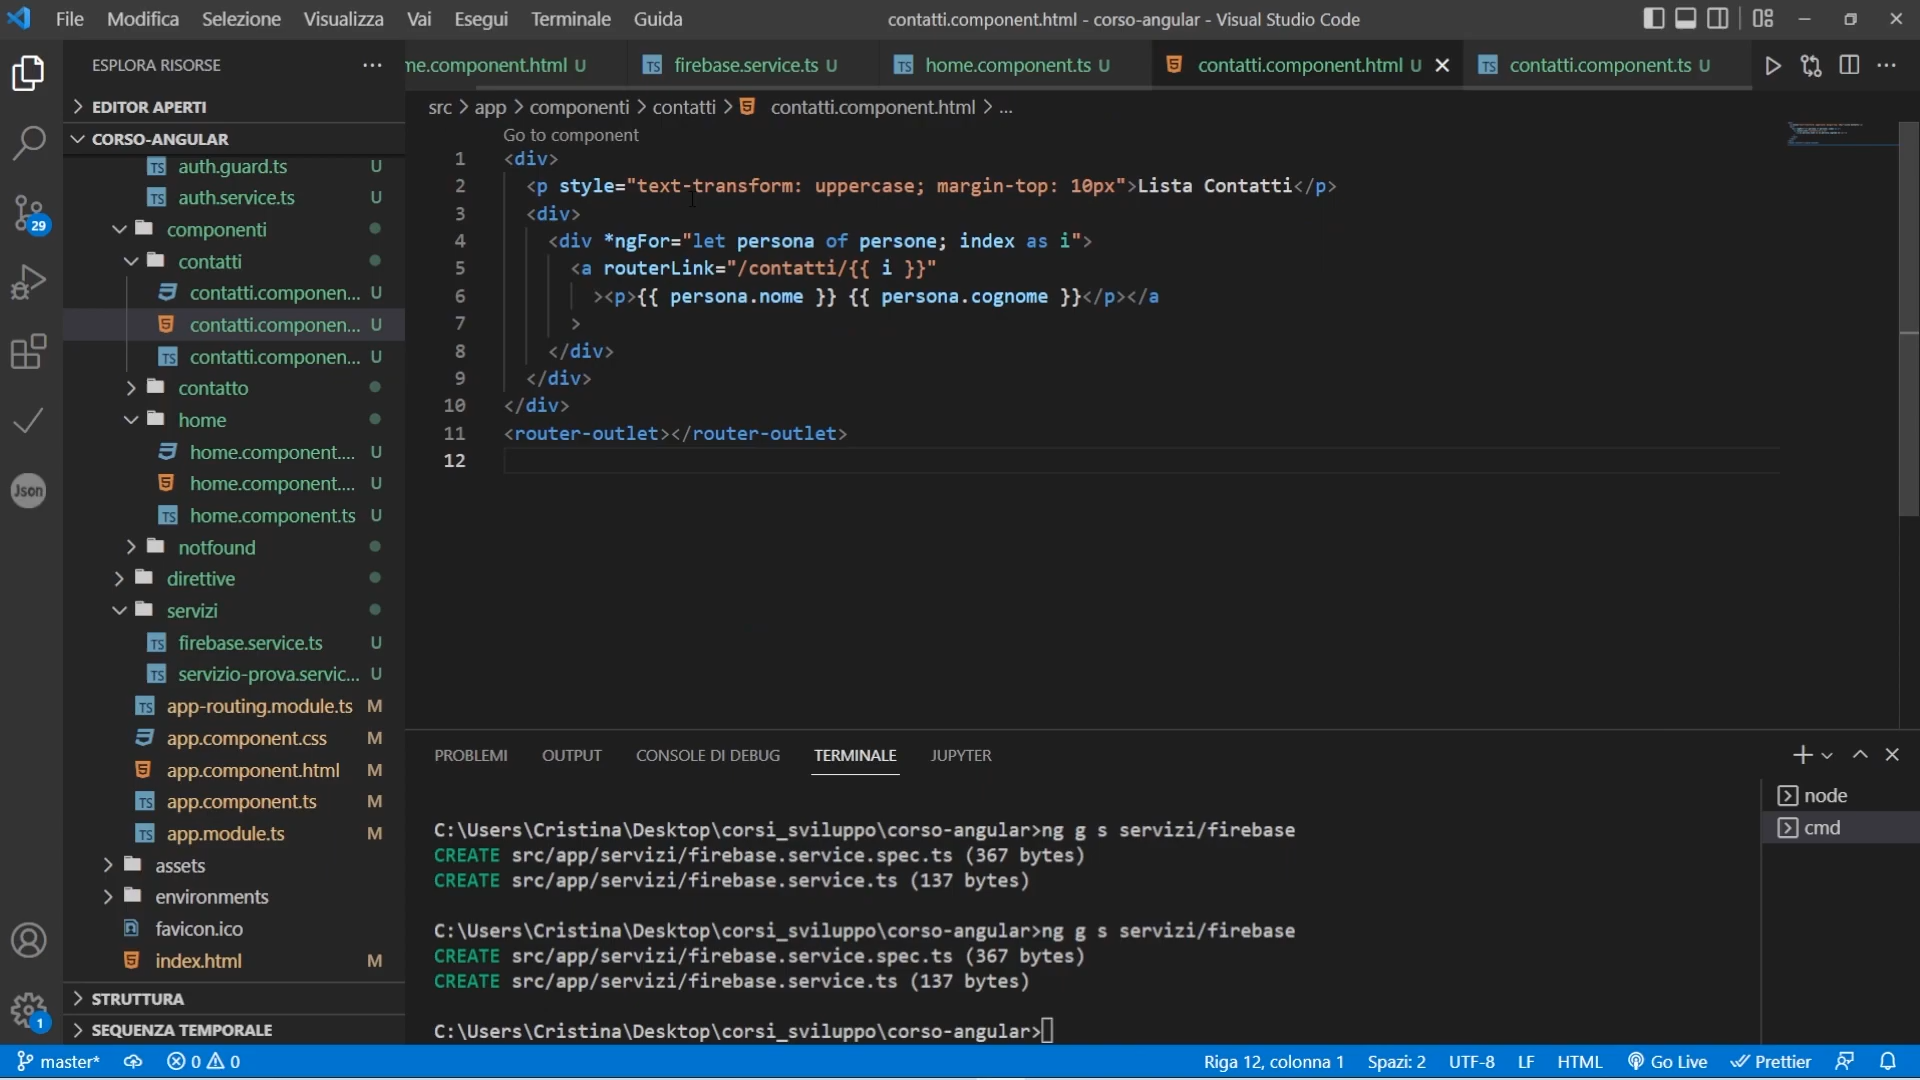 File Modifica Selezione Visualizza Vai Esegui Terminale Guida
contatti.component.html - corso-angular - Visual Studio Code
ESPLORA RISORSE
me.component.html U
firebase.service.ts U
home.component.ts U
contatti.component.html U
contatti.component.ts U
EDITOR APERTI
CORSO-ANGULAR
auth.guard.ts U
auth.service.ts U
componenti
contatti
contatti.componen... U
contatti.componen... U
contatti.componen... U
contatto
home
home.component.... U
home.component.... U
home.component.ts U
notfound
direttive
servizi
firebase.service.ts U
servizio-prova.servic... U
app-routing.module.ts M
app.component.css M
app.component.html M
app.component.ts M
app.module.ts M
assets
environments
favicon.ico
index.html M
STRUTTURA
SEQUENZA TEMPORALE
29
Json
1
src > app > componenti > contatti > contatti.component.html > ...
Go to component
1 <div>
2 <p style="text-transform: uppercase; margin-top: 10px">Lista Contatti</p>
3 <div>
4 <div *ngFor="let persona of persone; index as i">
5 <a routerLink="/contatti/{{ i }}"
6 ><p>{{ persona.nome }} {{ persona.cognome }}</p></a
7 >
8 </div>
9 </div>
10 </div>
11 <router-outlet></router-outlet>
12
PROBLEMI OUTPUT CONSOLE DI DEBUG TERMINALE JUPYTER
C:\Users\Cristina\Desktop\corsi_sviluppo\corso-angular>ng g s servizi/firebase
CREATE src/app/servizi/firebase.service.spec.ts (367 bytes)
CREATE src/app/servizi/firebase.service.ts (137 bytes)
C:\Users\Cristina\Desktop\corsi_sviluppo\corso-angular>ng g s servizi/firebase
CREATE src/app/servizi/firebase.service.spec.ts (367 bytes)
CREATE src/app/servizi/firebase.service.ts (137 bytes)
C:\Users\Cristina\Desktop\corsi_sviluppo\corso-angular>
node
cmd
master* 0 0
Riga 12, colonna 1 Spazi: 2 UTF-8 LF HTML Go Live Prettier